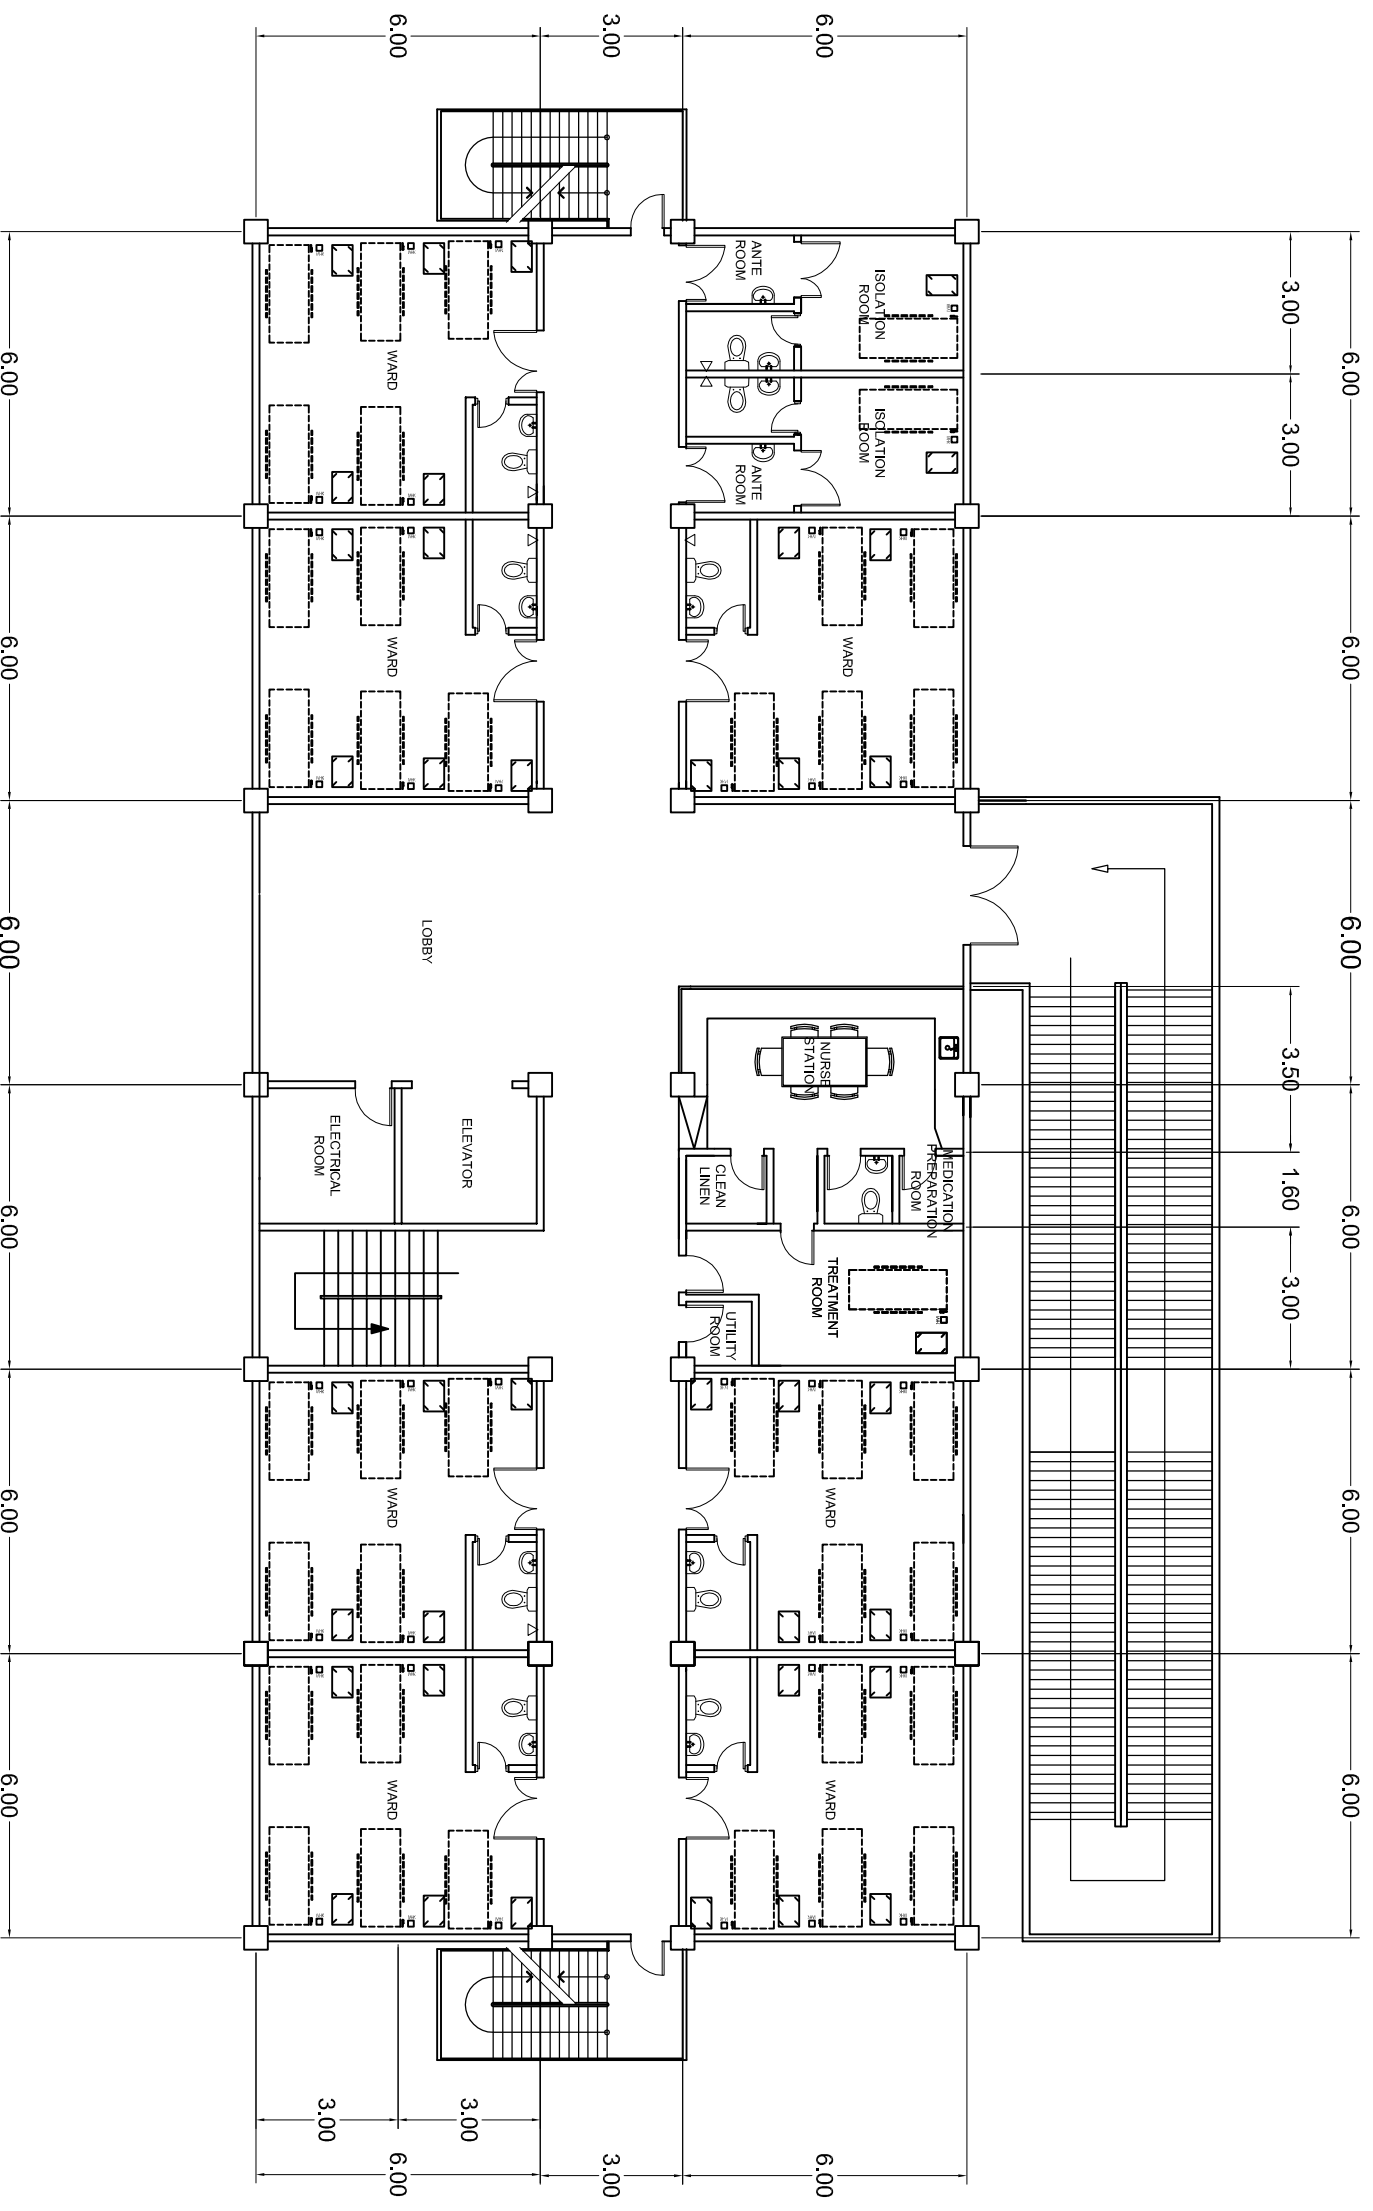 6.00 6.00 6.00 6.00 6.00 6.00
3.00 3.00 3.50 1.60 3.00
ISOLATION
ROOM
ISOLATION
ROOM
MEDICATION
PREPARATION
ROOM
WARD
NURSE
STATION
TREATMENT
ROOM
WARD
WARD
6.00
6.00
ANTE
ROOM
ANTE
ROOM
CLEAN
LINEN
UTILITY
ROOM
3.00
3.00
ELEVATOR
LOBBY
3.00
WARD
WARD
WARD
WARD
6.00
6.00
ELECTRICAL
ROOM
3.00
6.00 6.00 6.00 6.00 6.00 6.00